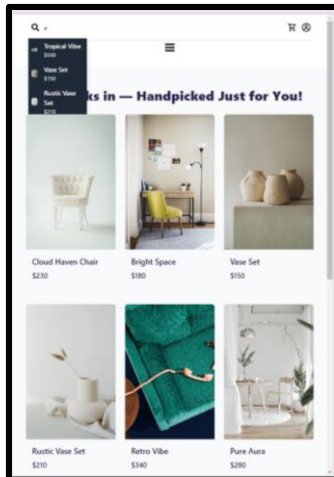 v
Tropical Vibe
$550
Vase Set
$150
Rustic Vase
Set
$210
ks in — Handpicked Just for You!
Cloud Haven Chair
Bright Space
Vase Set
$230
$180
$150
Rustic Vase Set
Retro Vibe
Pure Aura
$210
$340
$280